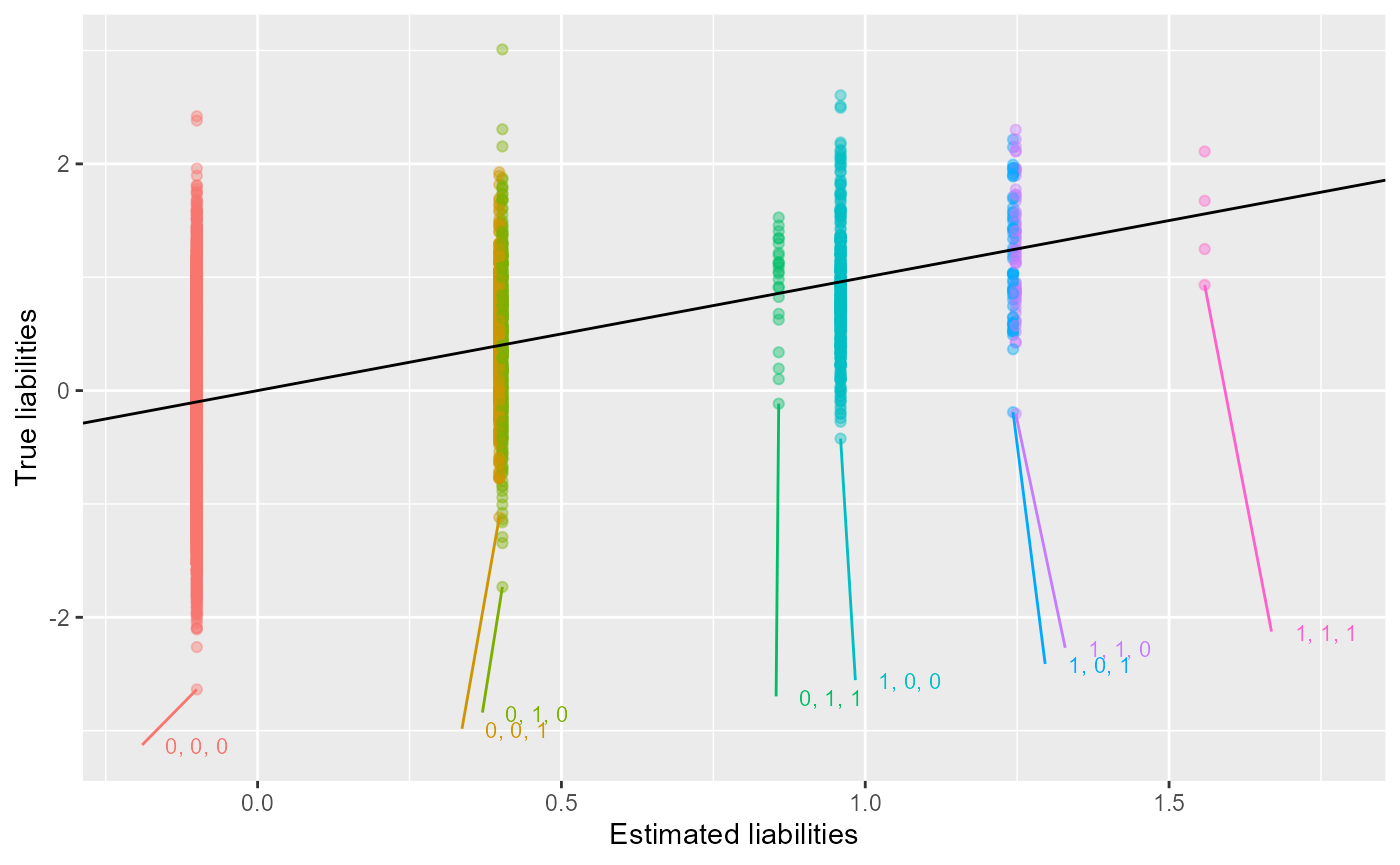 True liabilities
2
0
-2
0, 0, 0
0, 1, 0
0, 0, 1
0, 1, 1
1, 0, 0
1, 1, 0
1, 0, 1
1, 1, 1
0.0 0.5 1.0 1.5
Estimated liabilities